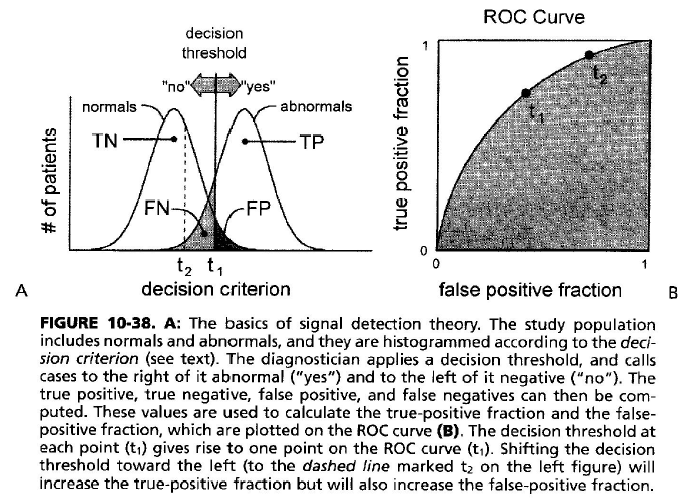 decision
threshold
"no" "yes"
normals
abnormals
TN
TP
FN
FP
# of patients
t2 t1
decision criterion
A
ROC Curve
1
true positive fraction
t2
t1
0
0 1
false positive fraction
B
FIGURE 10-38. A: The basics of signal detection theory. The study population
includes normals and abnormals, and they are histogrammed according to the deci-
sion criterion (see text). The diagnostician applies a decision threshold, and calls
cases to the right of it abnormal ("yes") and to the left of it negative ("no"). The
true positive, true negative, false positive, and false negatives can then be com-
puted. These values are used to calculate the true-positive fraction and the false-
positive fraction, which are plotted on the ROC curve (B). The decision threshold at
each point (t1) gives rise to one point on the ROC curve (t1). Shifting the decision
threshold toward the left (to the dashed line marked t2 on the left figure) will
increase the true-positive fraction but will also increase the false-positive fraction.